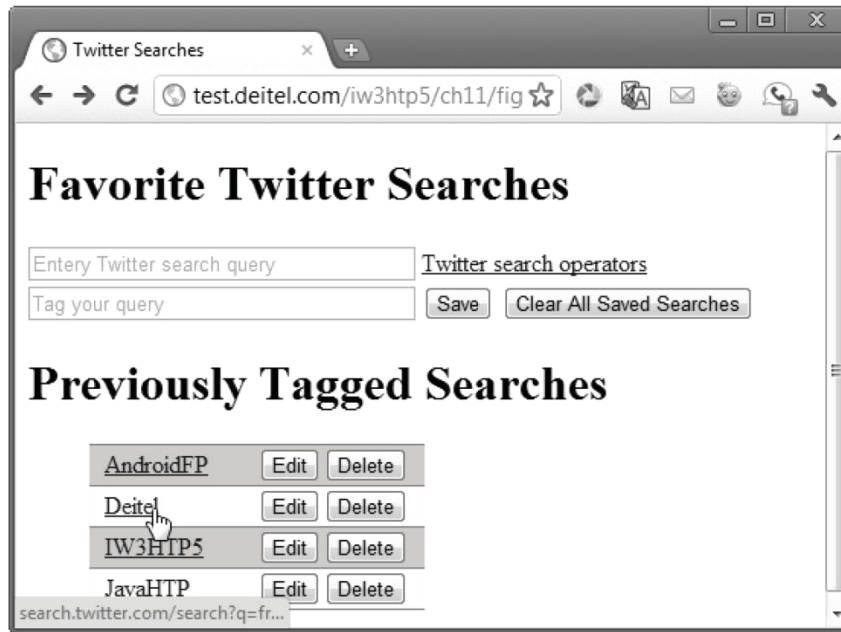 Twitter Searches
test.deitel.com/iw3htp5/ch11/fig
Favorite Twitter Searches
Entery Twitter search query Twitter search operators
Tag your query Save Clear All Saved Searches
Previously Tagged Searches
AndroidFP Edit Delete
Deitel Edit Delete
IW3HTP5 Edit Delete
JavaHTP Edit Delete
search.twitter.com/search?q=fr...